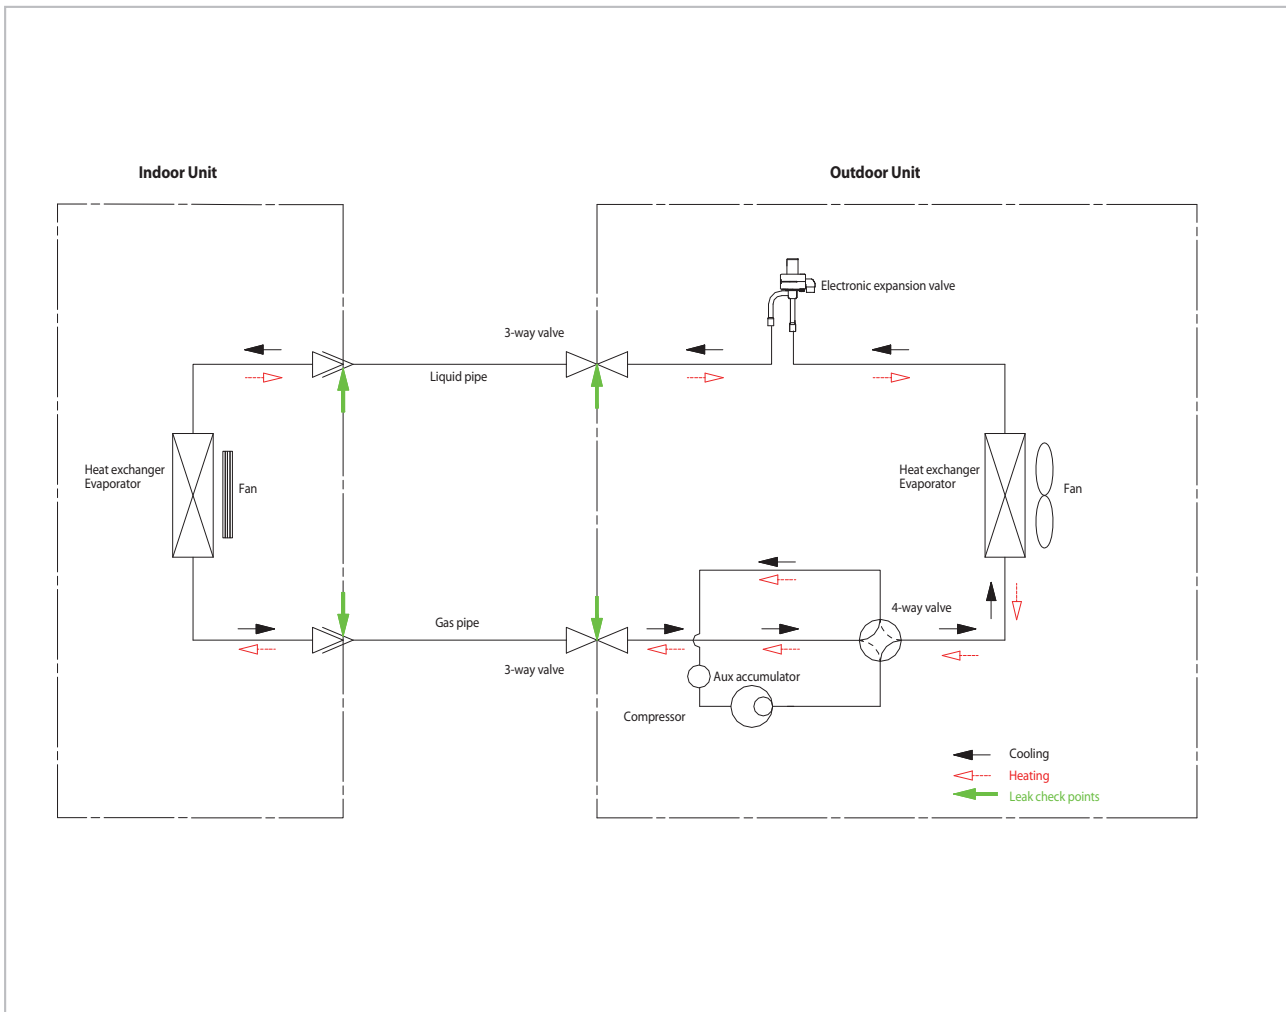 Indoor Unit
Outdoor Unit
Electronic expansion valve
3-way valve
Liquid pipe
Heat exchanger
Evaporator
Fan
Heat exchanger
Evaporator
Fan
4-way valve
Gas pipe
3-way valve
Aux accumulator
Compressor
Cooling
Heating
Leak check points